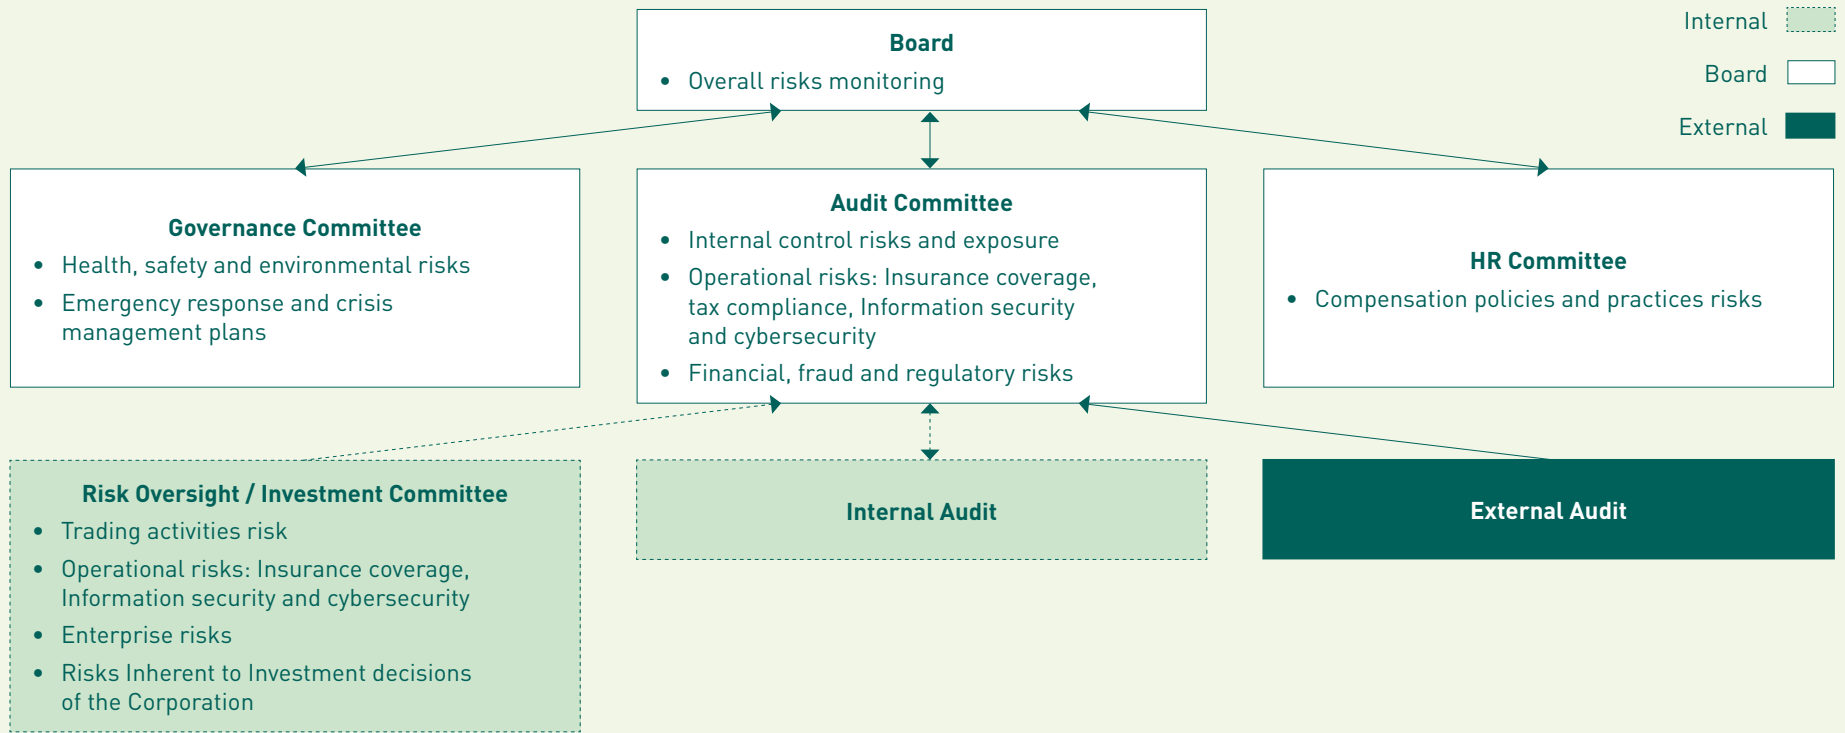 Board
• Overall risks monitoring
Internal
Board
External
Governance Committee
• Health, safety and environmental risks
• Emergency response and crisis
management plans
Audit Committee
• Internal control risks and exposure
• Operational risks: Insurance coverage,
tax compliance, Information security
and cybersecurity
• Financial, fraud and regulatory risks
HR Committee
• Compensation policies and practices risks
Risk Oversight / Investment Committee
• Trading activities risk
• Operational risks: Insurance coverage,
Information security and cybersecurity
• Enterprise risks
• Risks Inherent to Investment decisions
of the Corporation
Internal Audit
External Audit